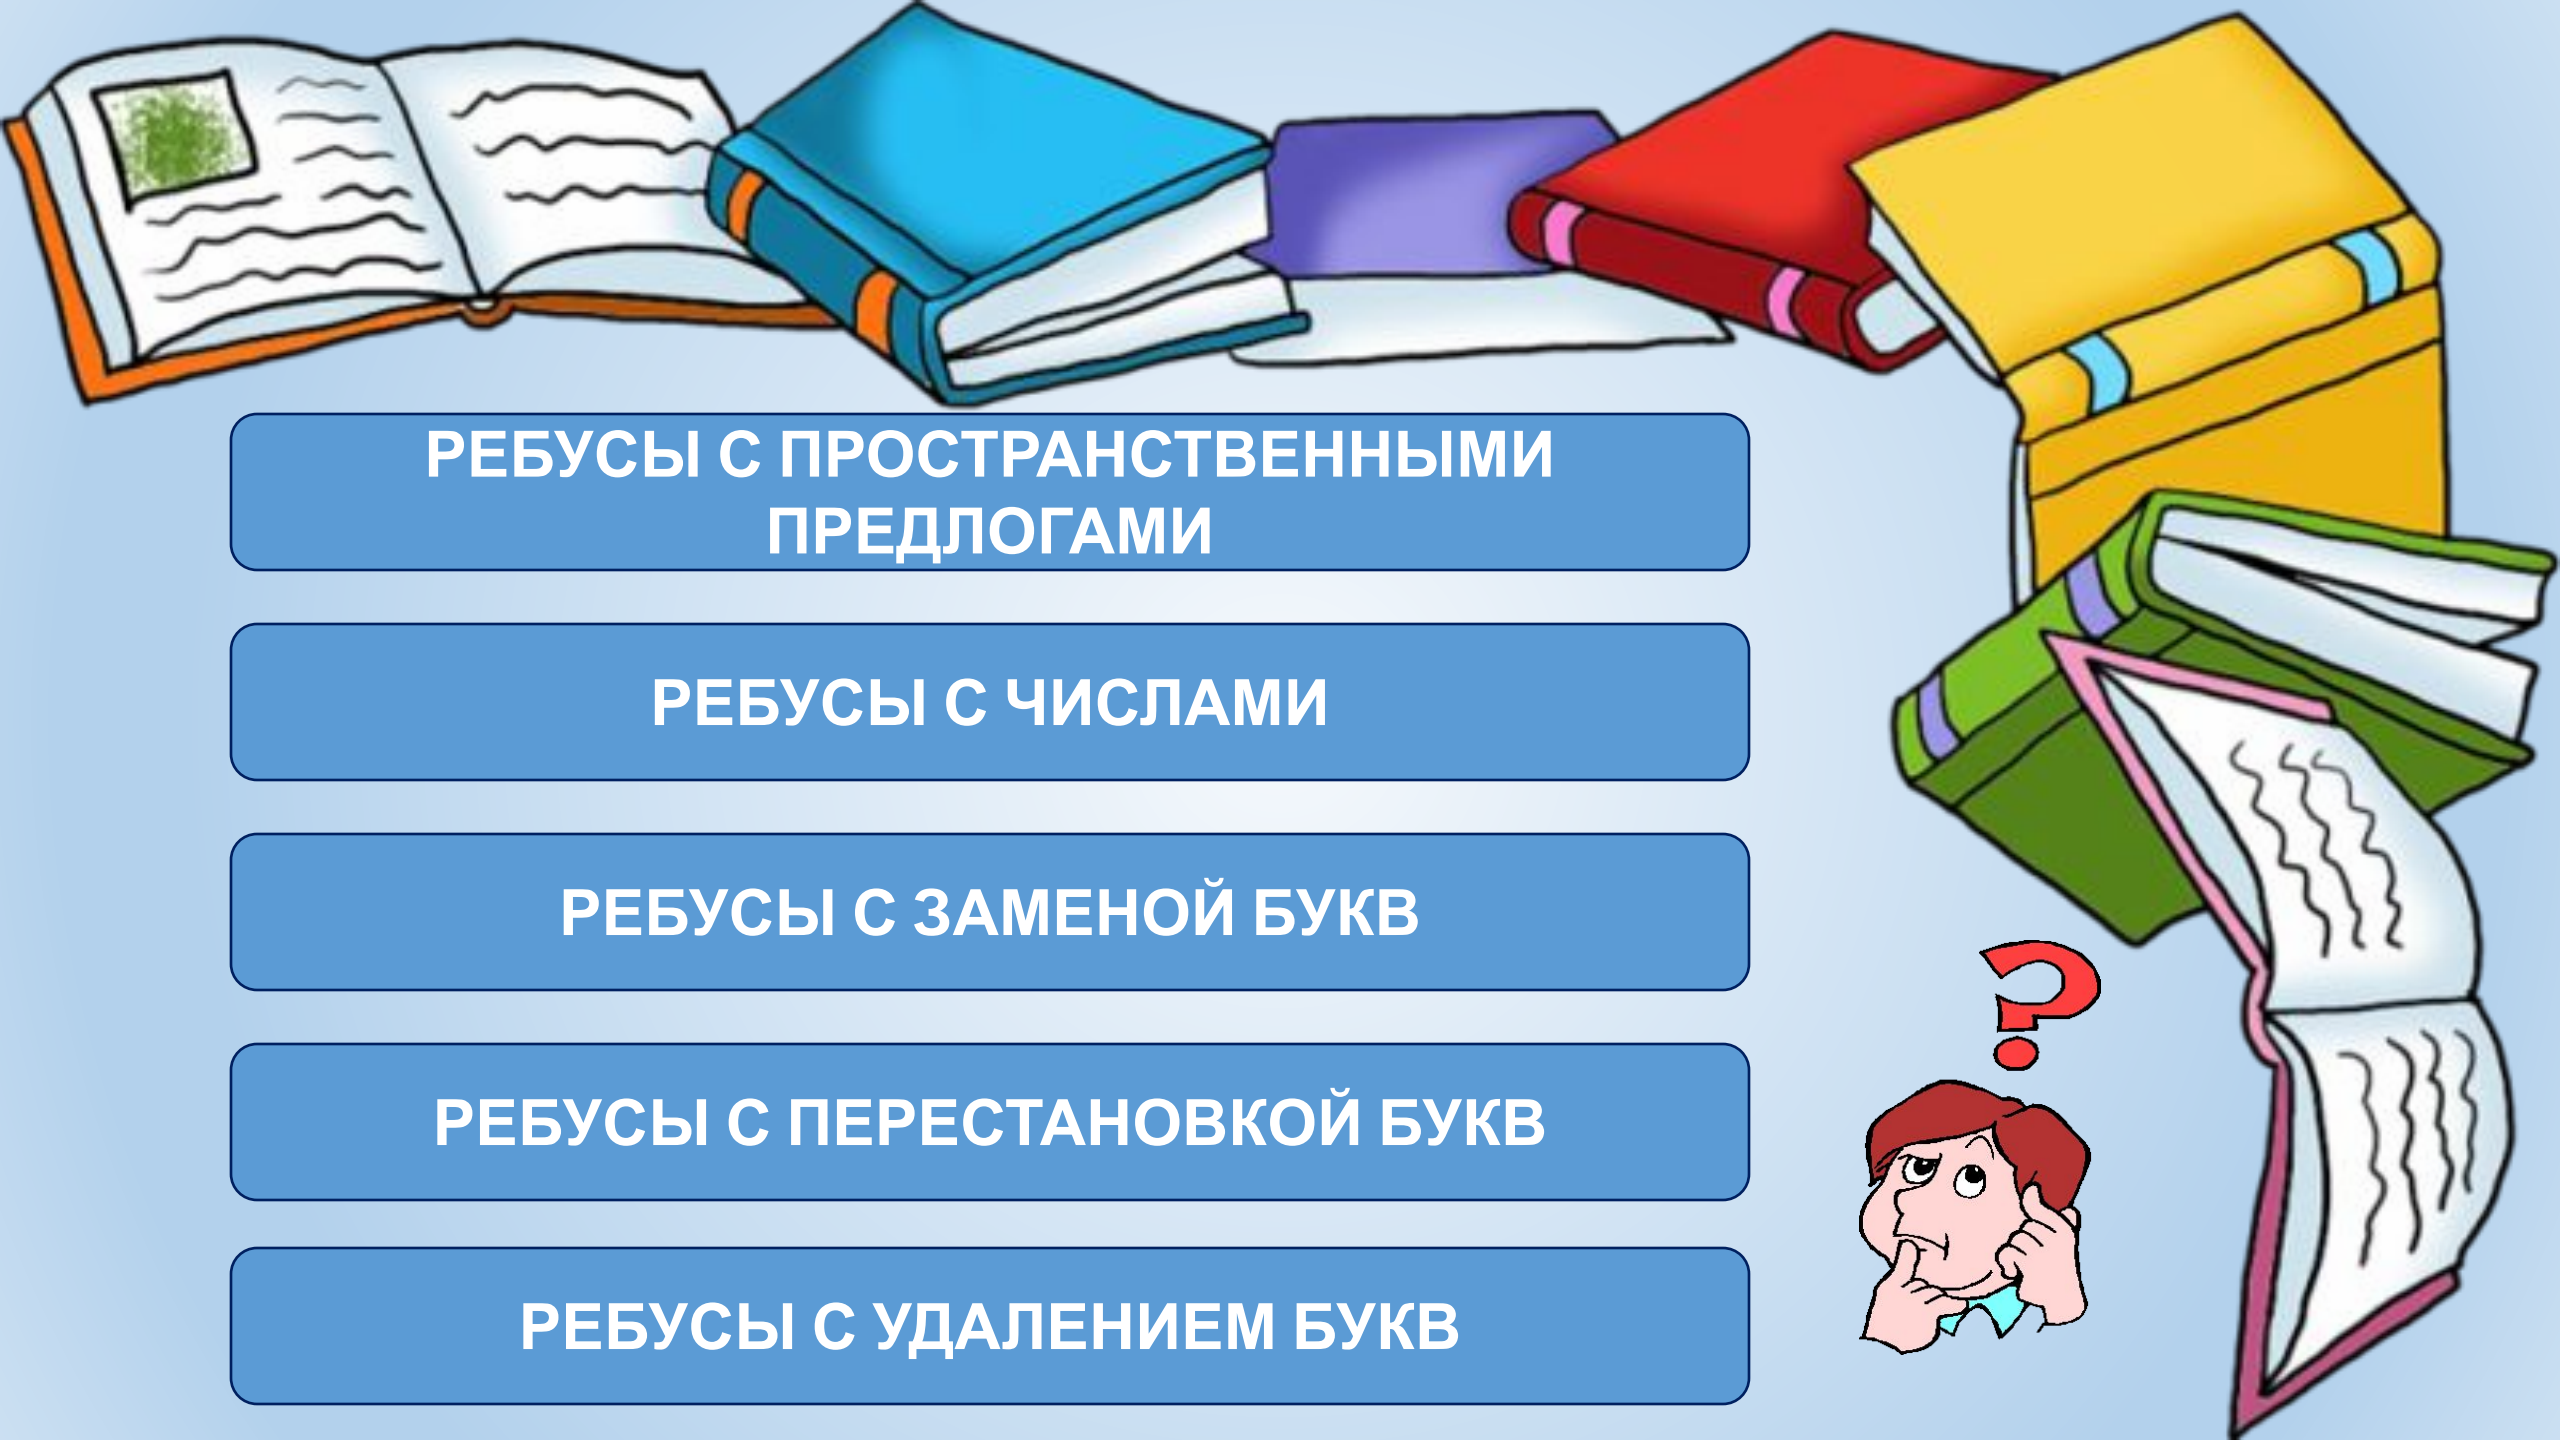 РЕБУСЫ С ПРОСТРАНСТВЕННЫМИ
ПРЕДЛОГАМИ
РЕБУСЫ С ЧИСЛАМИ
РЕБУСЫ С ЗАМЕНОЙ БУКВ
РЕБУСЫ С ПЕРЕСТАНОВКОЙ БУКВ
РЕБУСЫ С УДАЛЕНИЕМ БУКВ